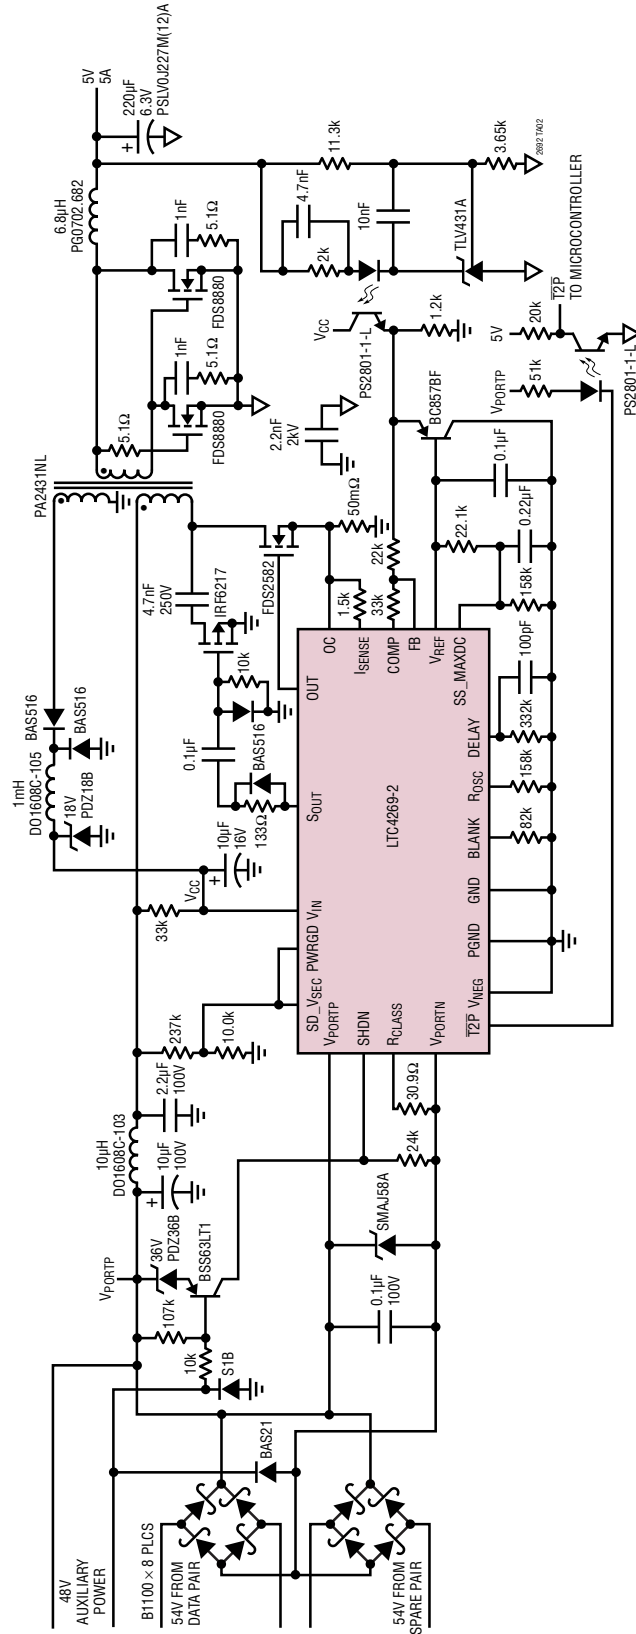 48V
AUXILIARY
POWER
B1100 × 8 PLCS
54V FROM
DATA PAIR
54V FROM
SPARE PAIR
BAS21
S1B
10k
107k
VPORTP
36V
PDZ36B
BSS63LT1
+
10µF
100V
10µH
DO1608C-103
2.2µF
100V
237k
10.0k
0.1µF
100V
SMAJ58A
24k
30.9Ω
33k
VCC
+
10µF
16V
18V
PDZ18B
1mH
DO1608C-105
BAS516
BAS516
133Ω
BAS516
0.1µF
10k
IRF6217
4.7nF
250V
FDS2582
50mΩ
PA2431NL
5.1Ω
FDS8880
1nF
5.1Ω
FDS8880
1nF
5.1Ω
6.8µH
PG0702.682
5V
5A
+
220µF
6.3V
PSLV0J227M(12)A
SD_VSEC
PWRGD
VIN
SOUT
OUT
OC
ISENSE
COMP
FB
VREF
SS_MAXDC
DELAY
ROSC
BLANK
GND
PGND
VNEG
T2P
VPORTP
SHDN
RCLASS
VPORTN
LTC4269-2
1.5k
33k
22k
22.1k
0.1µF
0.22µF
158k
100pF
332k
158k
82k
BC857BF
2.2nF
2kV
VCC
PS2801-1-L
1.2k
2k
4.7nF
10nF
11.3k
TLV431A
3.65k
2692 TA02
VPORTP
51k
5V
20k
T2P
TO MICROCONTROLLER
PS2801-1-L